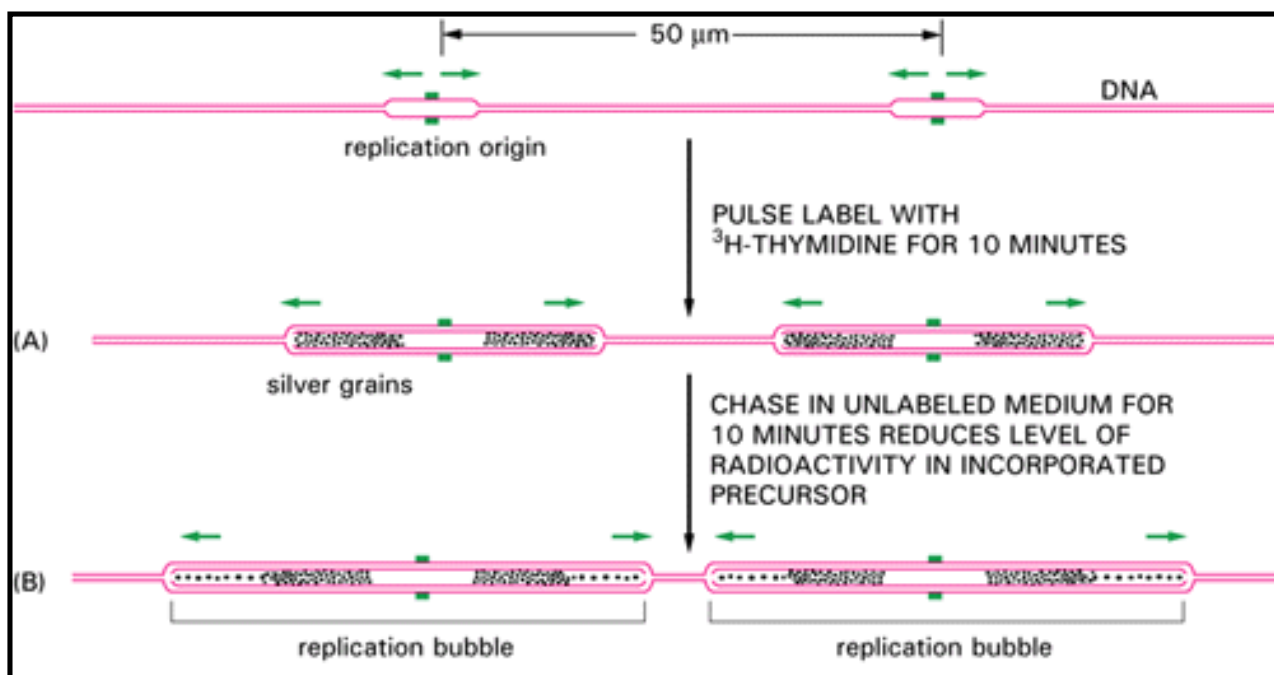 50 μm
DNA
replication origin
PULSE LABEL WITH
³H-THYMIDINE FOR 10 MINUTES
(A)
silver grains
CHASE IN UNLABELED MEDIUM FOR
10 MINUTES REDUCES LEVEL OF
RADIOACTIVITY IN INCORPORATED
PRECURSOR
(B)
replication bubble replication bubble